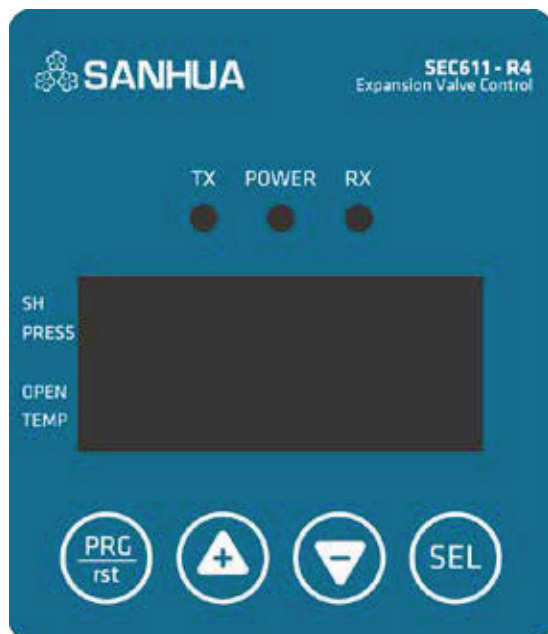 SANHUA
SEC611 - R4
Expansion Valve Control
TX POWER RX
SH
PRESS
OPEN
TEMP
PRG
rst
+
-
SEL